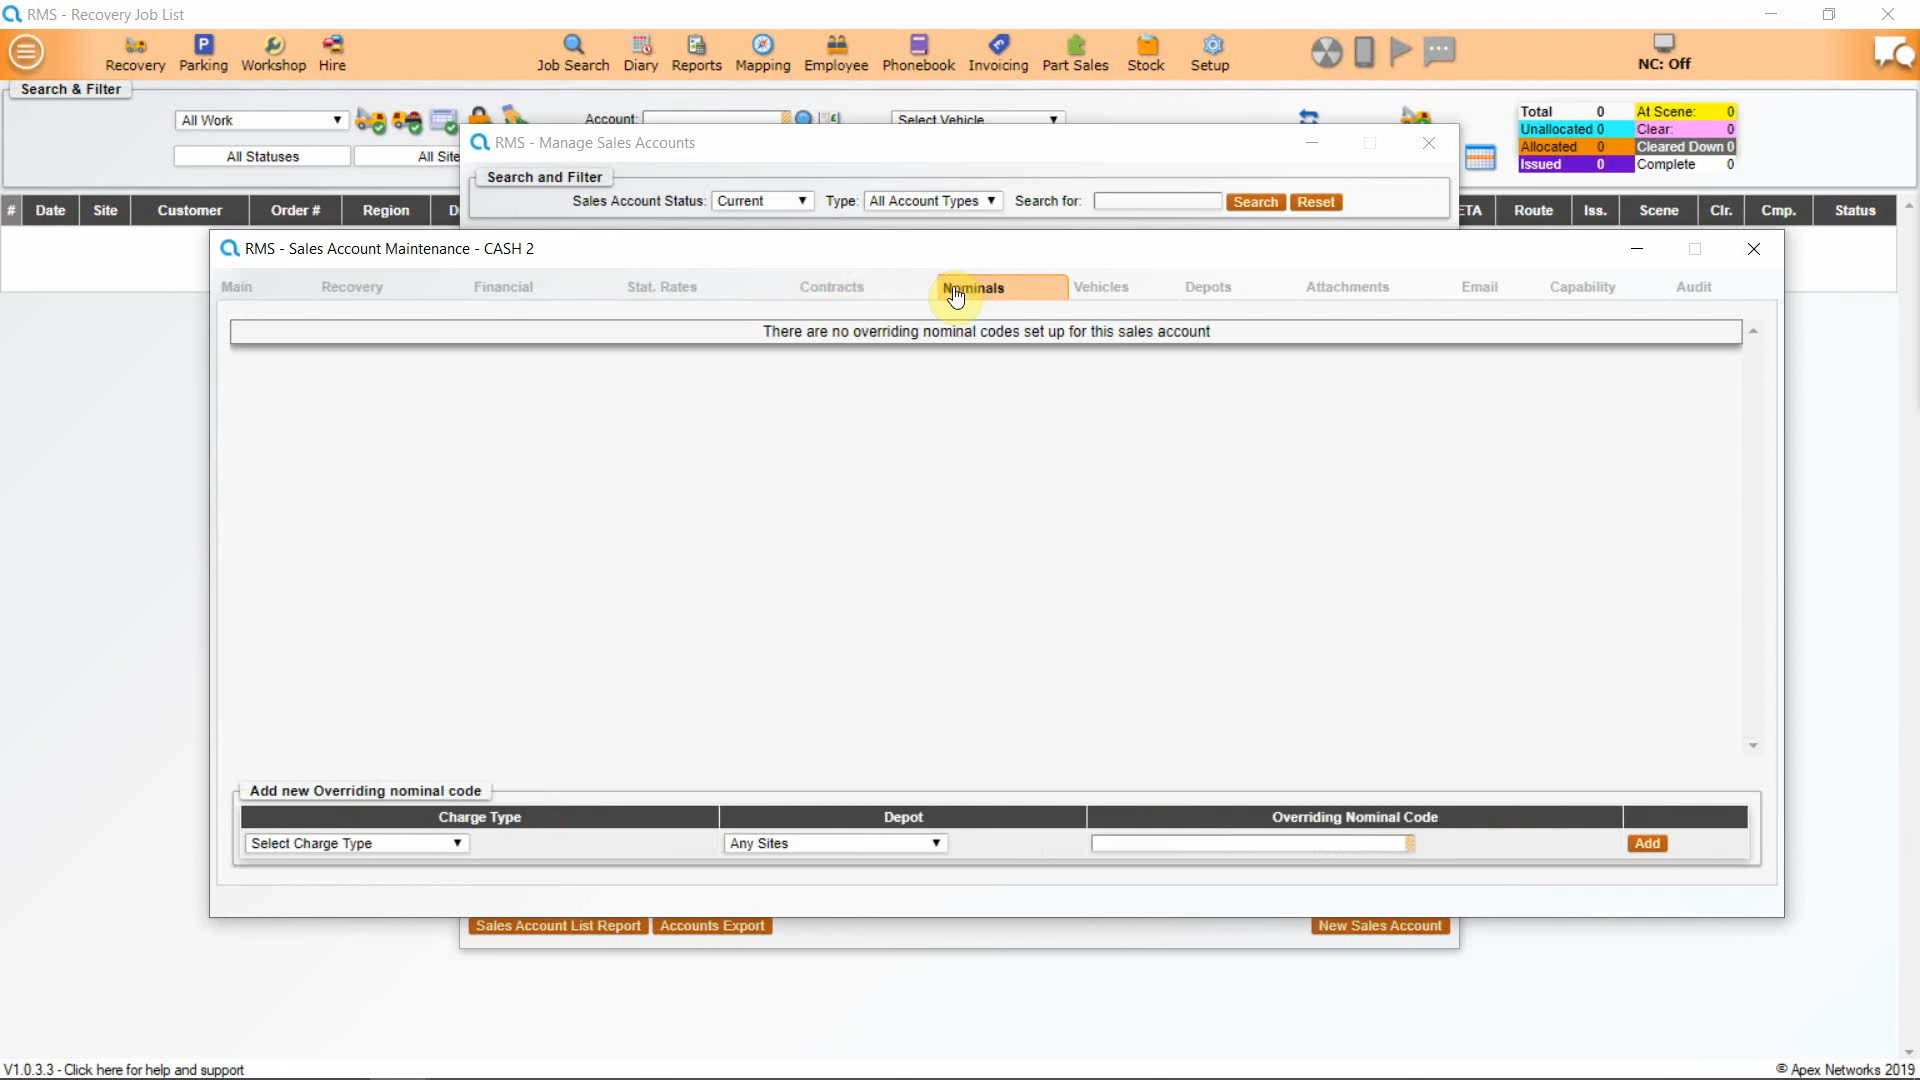 RMS - Recovery Job List
Recovery Parking Workshop Hire Job Search Diary Reports Mapping Employee Phonebook Invoicing Part Sales Stock Setup NC: Off
Search & Filter
All Work Account: Select Vehicle
All Statuses
Total 0 At Scene: 0
Unallocated 0 Clear: 0
Allocated 0 Cleared Down 0
Issued 0 Complete 0
RMS - Manage Sales Accounts
Search and Filter
Sales Account Status: Current Type: All Account Types Search for: Search Reset
# Date Site Customer Order # Region ETA Route Iss. Scene Clr. Cmp. Status
RMS - Sales Account Maintenance - CASH 2
Main Recovery Financial Stat. Rates Contracts Nominals Vehicles Depots Attachments Email Capability Audit
There are no overriding nominal codes set up for this sales account
Add new Overriding nominal code
Charge Type Depot Overriding Nominal Code
Select Charge Type Any Sites Add
Sales Account List Report Accounts Export New Sales Account
V1.0.3.3 - Click here for help and support
© Apex Networks 2019